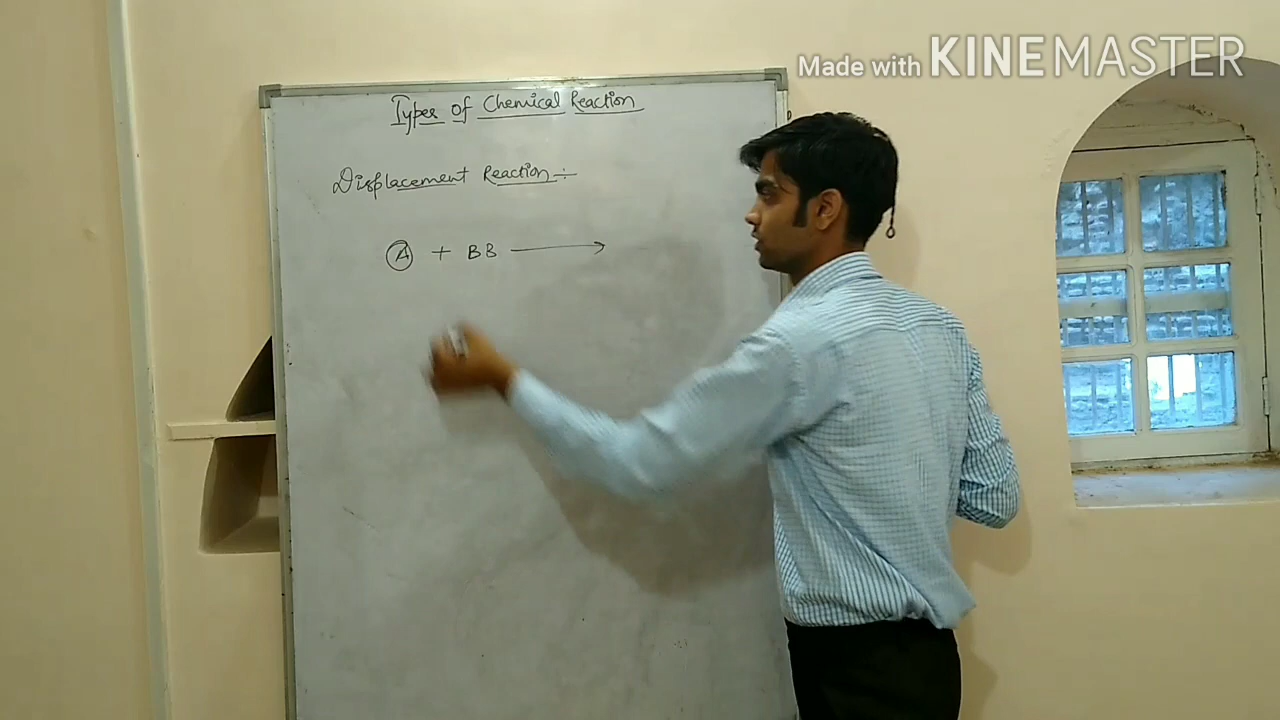 Made with KINEMASTER
Types of Chemical Reaction
Displacement Reaction :-
A + BB →